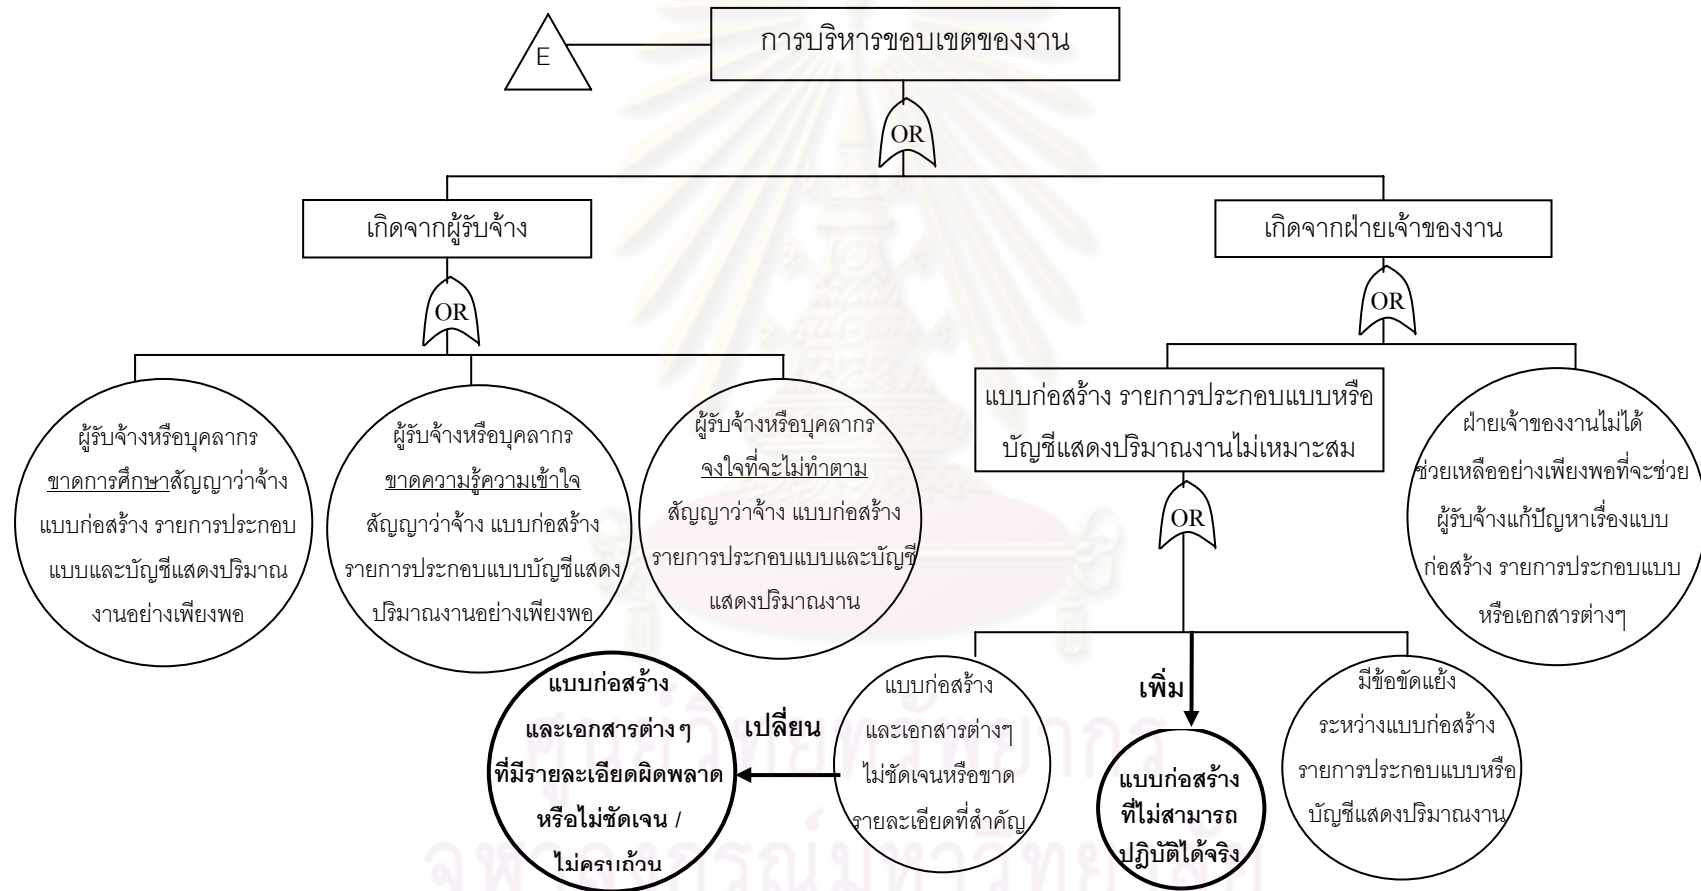 E
การบริหารขอบเขตของงาน
OR
เกิดจากผู้รับจ้าง
เกิดจากฝ่ายเจ้าของงาน
OR
OR
ผู้รับจ้างหรือบุคลากร
ขาดการศึกษาสัญญาว่าจ้าง
แบบก่อสร้าง รายการประกอบ
แบบและบัญชีแสดงปริมาณ
งานอย่างเพียงพอ
ผู้รับจ้างหรือบุคลากร
ขาดความรู้ความเข้าใจ
สัญญาว่าจ้าง แบบก่อสร้าง
รายการประกอบแบบบัญชีแสดง
ปริมาณงานอย่างเพียงพอ
ผู้รับจ้างหรือบุคลากร
จงใจที่จะไม่ทำตาม
สัญญาว่าจ้าง แบบก่อสร้าง
รายการประกอบแบบและบัญชี
แสดงปริมาณงาน
แบบก่อสร้าง รายการประกอบแบบหรือ
บัญชีแสดงปริมาณงานไม่เหมาะสม
OR
ฝ่ายเจ้าของงานไม่ได้
ช่วยเหลืออย่างเพียงพอที่จะช่วย
ผู้รับจ้างแก้ปัญหาเรื่องแบบ
ก่อสร้าง รายการประกอบแบบ
หรือเอกสารต่างๆ
แบบก่อสร้าง
และเอกสารต่างๆ
ที่มีรายละเอียดผิดพลาด
หรือไม่ชัดเจน /
ไม่ครบถ้วน
เปลี่ยน
แบบก่อสร้าง
และเอกสารต่างๆ
ไม่ชัดเจนหรือขาด
รายละเอียดที่สำคัญ
เพิ่ม
แบบก่อสร้าง
ที่ไม่สามารถ
ปฏิบัติได้จริง
มีข้อขัดแย้ง
ระหว่างแบบก่อสร้าง
รายการประกอบแบบหรือ
บัญชีแสดงปริมาณงาน
ศูนย์วิทยทรัพยากร
จุฬาลงกรณ์มหาวิทยาลัย